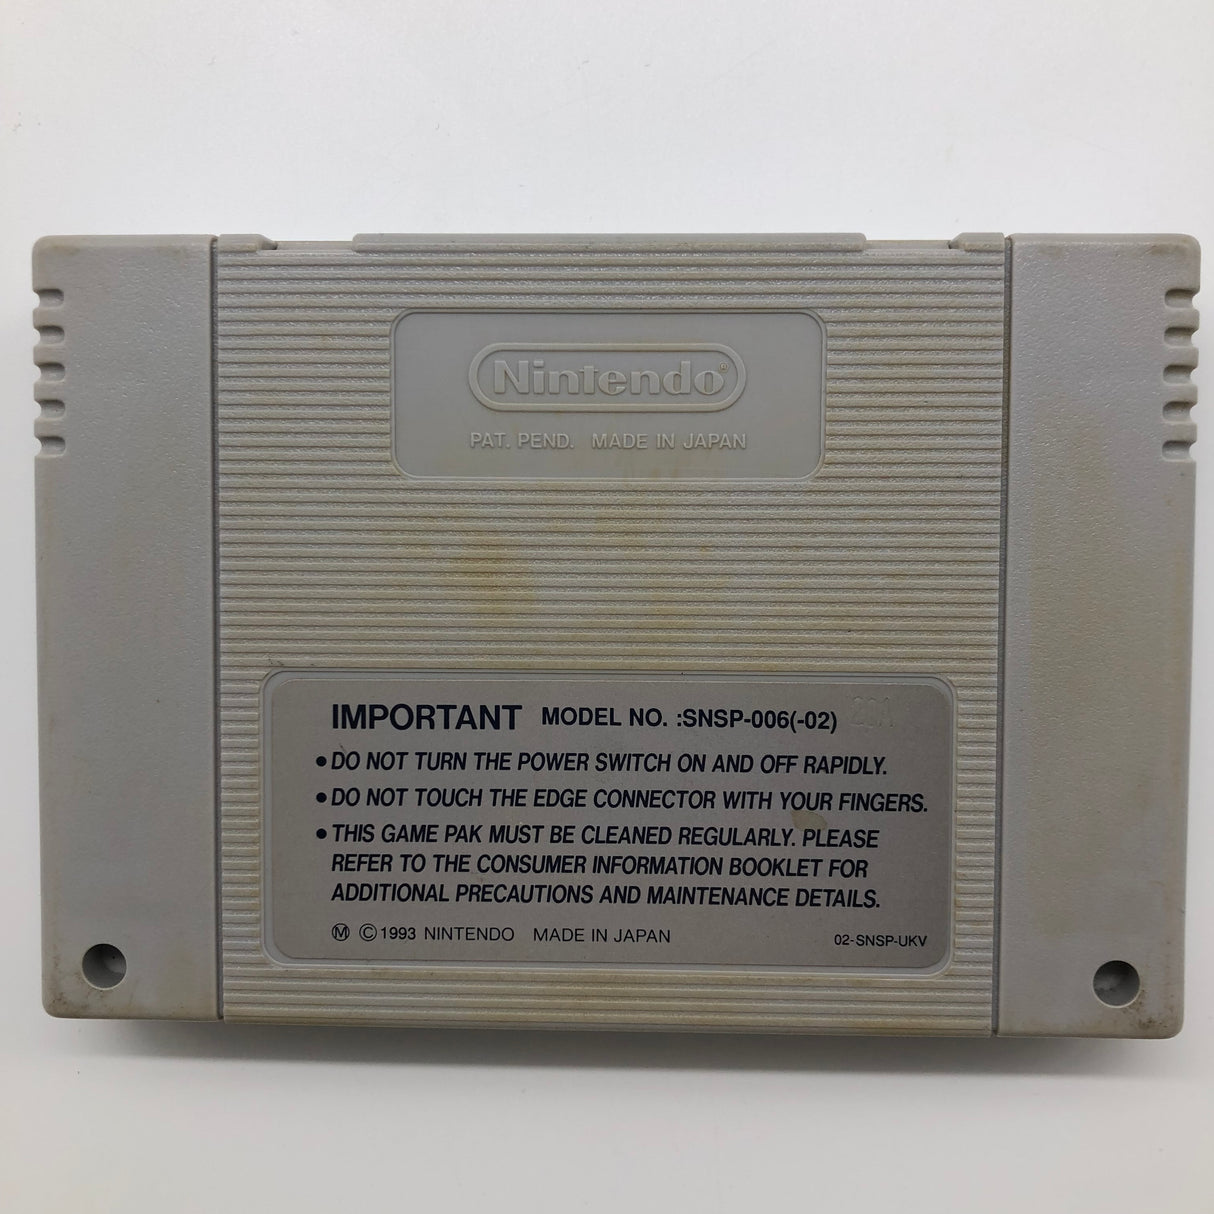 Nintendo®
PAT. PEND. MADE IN JAPAN
IMPORTANT MODEL NO. :SNSP-006(-02) 20A
• DO NOT TURN THE POWER SWITCH ON AND OFF RAPIDLY.
• DO NOT TOUCH THE EDGE CONNECTOR WITH YOUR FINGERS.
• THIS GAME PAK MUST BE CLEANED REGULARLY. PLEASE
REFER TO THE CONSUMER INFORMATION BOOKLET FOR
ADDITIONAL PRECAUTIONS AND MAINTENANCE DETAILS.
Ⓜ ©1993 NINTENDO MADE IN JAPAN 02-SNSP-UKV